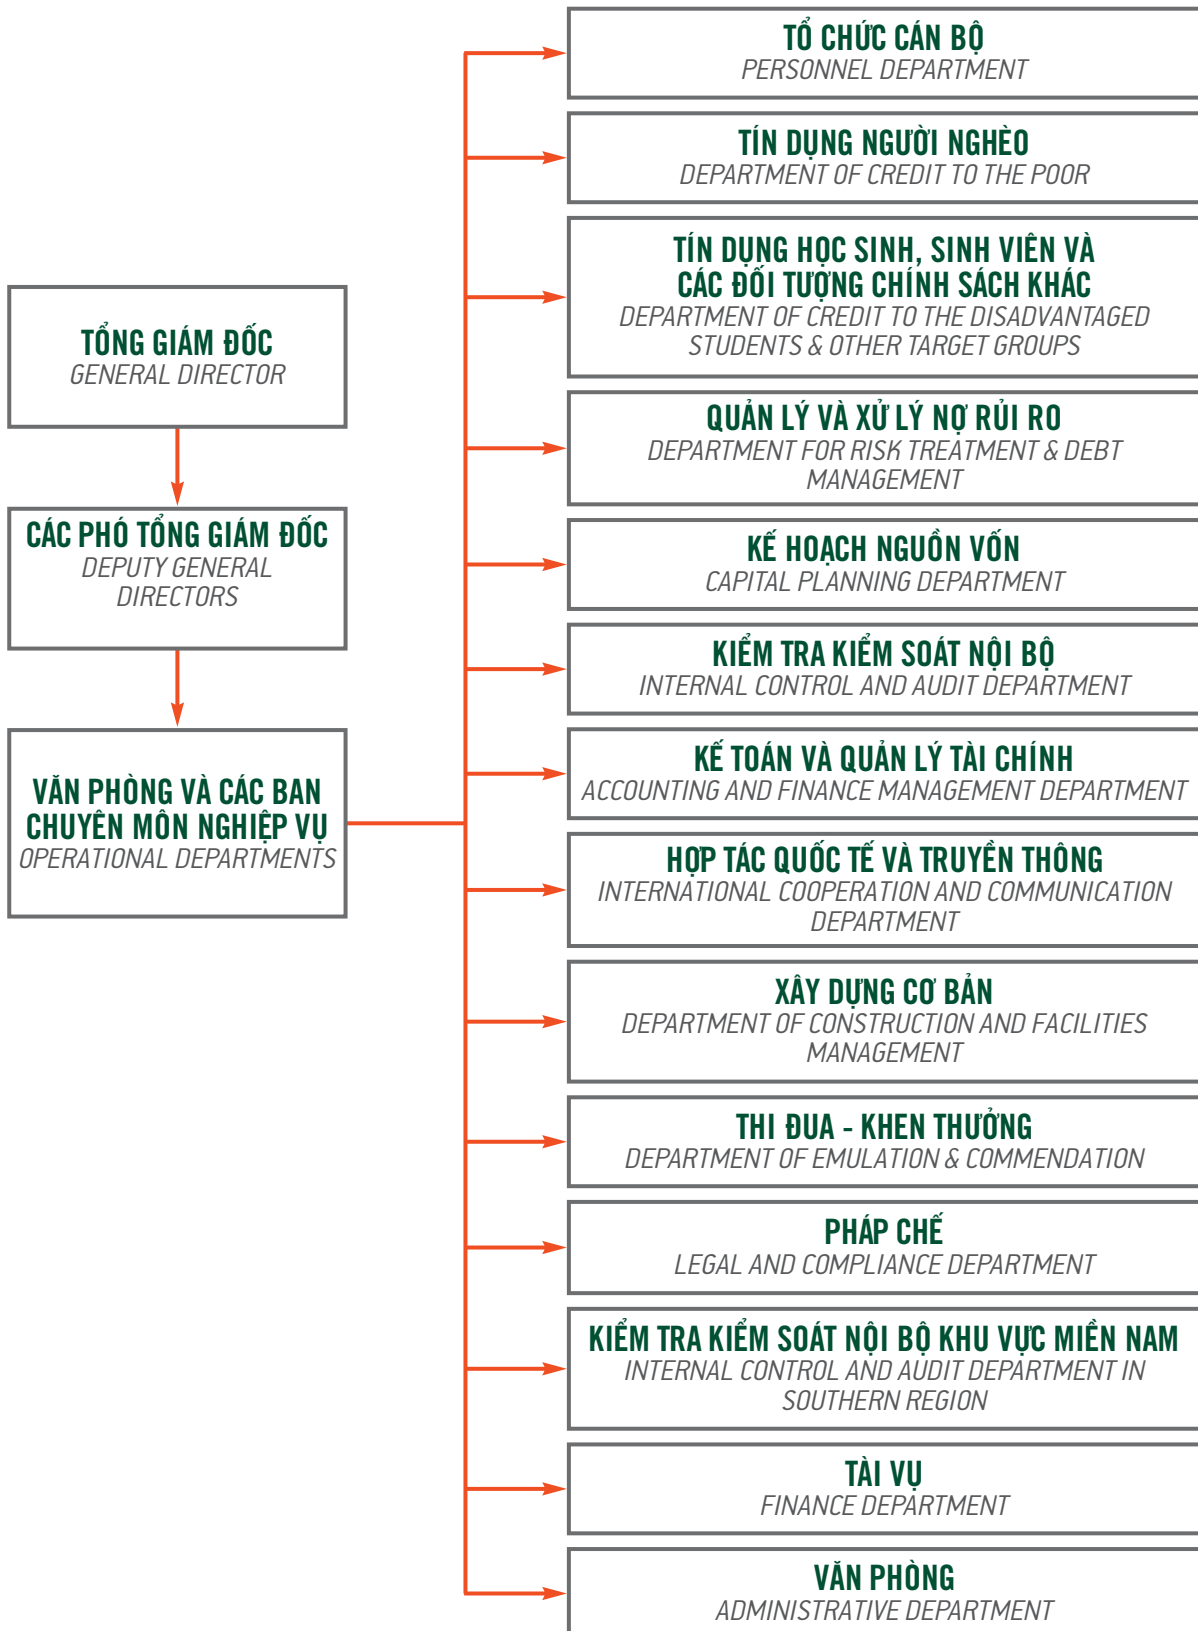 TỔNG GIÁM ĐỐC
GENERAL DIRECTOR
CÁC PHÓ TỔNG GIÁM ĐỐC
DEPUTY GENERAL
DIRECTORS
VĂN PHÒNG VÀ CÁC BAN
CHUYÊN MÔN NGHIỆP VỤ
OPERATIONAL DEPARTMENTS
TỔ CHỨC CÁN BỘ
PERSONNEL DEPARTMENT
TÍN DỤNG NGƯỜI NGHÈO
DEPARTMENT OF CREDIT TO THE POOR
TÍN DỤNG HỌC SINH, SINH VIÊN VÀ
CÁC ĐỐI TƯỢNG CHÍNH SÁCH KHÁC
DEPARTMENT OF CREDIT TO THE DISADVANTAGED
STUDENTS & OTHER TARGET GROUPS
QUẢN LÝ VÀ XỬ LÝ NỢ RỦI RO
DEPARTMENT FOR RISK TREATMENT & DEBT
MANAGEMENT
KẾ HOẠCH NGUỒN VỐN
CAPITAL PLANNING DEPARTMENT
KIỂM TRA KIỂM SOÁT NỘI BỘ
INTERNAL CONTROL AND AUDIT DEPARTMENT
KẾ TOÁN VÀ QUẢN LÝ TÀI CHÍNH
ACCOUNTING AND FINANCE MANAGEMENT DEPARTMENT
HỢP TÁC QUỐC TẾ VÀ TRUYỀN THÔNG
INTERNATIONAL COOPERATION AND COMMUNICATION
DEPARTMENT
XÂY DỰNG CƠ BẢN
DEPARTMENT OF CONSTRUCTION AND FACILITIES
MANAGEMENT
THI ĐUA - KHEN THƯỞNG
DEPARTMENT OF EMULATION & COMMENDATION
PHÁP CHẾ
LEGAL AND COMPLIANCE DEPARTMENT
KIỂM TRA KIỂM SOÁT NỘI BỘ KHU VỰC MIỀN NAM
INTERNAL CONTROL AND AUDIT DEPARTMENT IN
SOUTHERN REGION
TÀI VỤ
FINANCE DEPARTMENT
VĂN PHÒNG
ADMINISTRATIVE DEPARTMENT